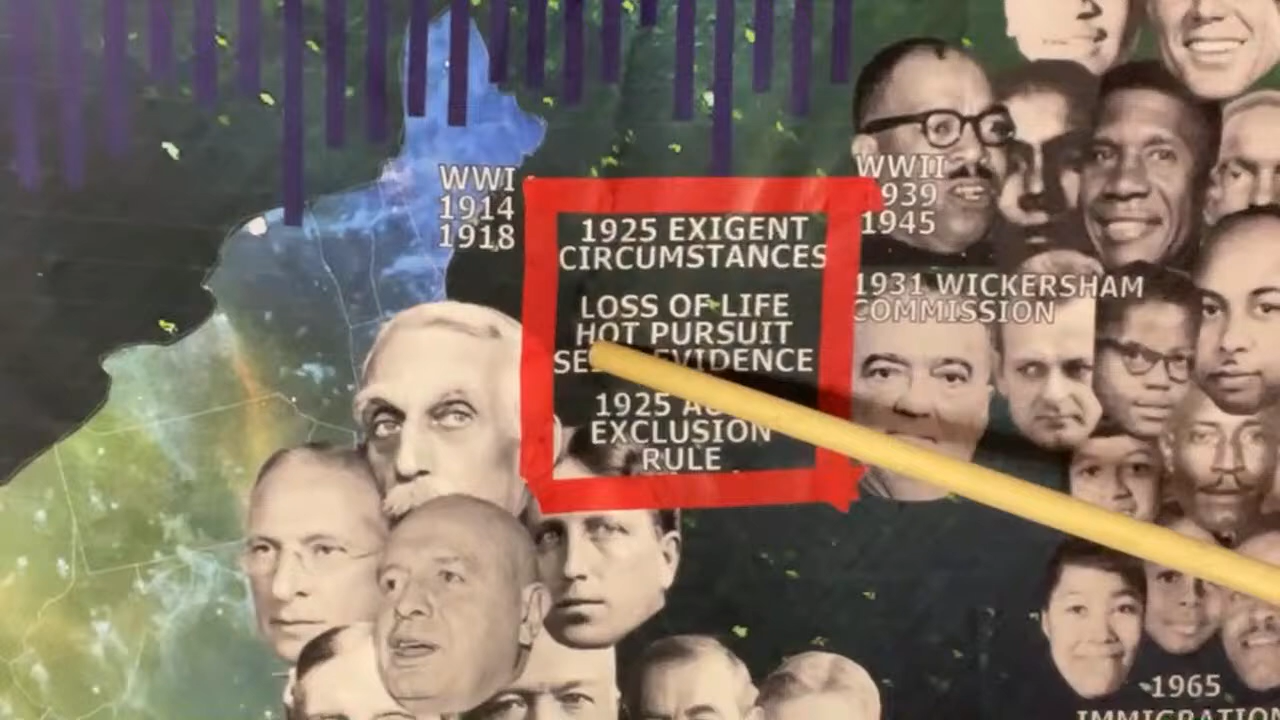 WWI
1914
1918
1925 EXIGENT
CIRCUMSTANCES
LOSS OF LIFE
HOT PURSUIT
EVIDENCE
1925
EXCLUSION
RULE
WWII
1939
1945
1931 WICKERSHAM
COMMISSION
1965
IMMIGRATION